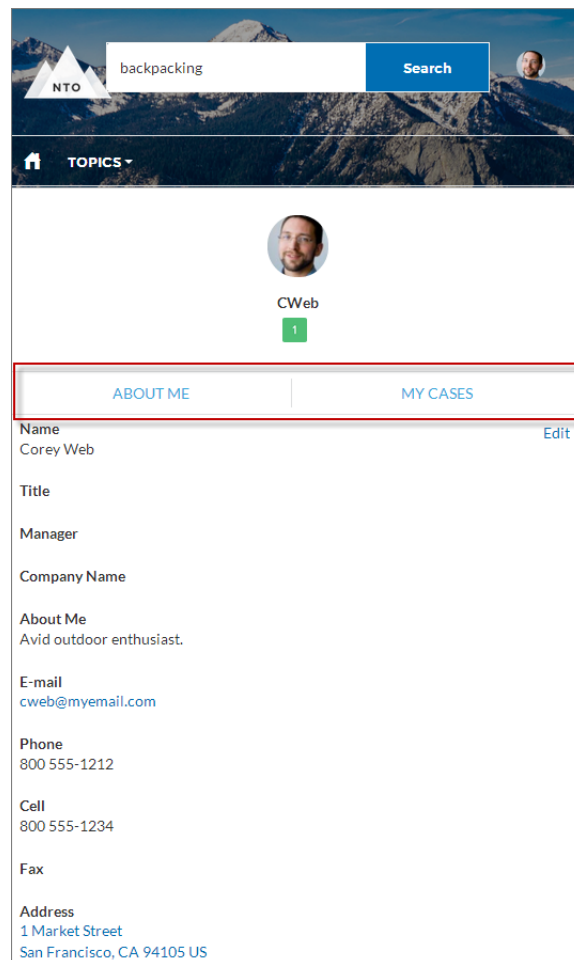 backpacking
Search
NTO
TOPICS
CWeb
1
ABOUT ME
MY CASES
Name
Edit
Corey Web
Title
Manager
Company Name
About Me
Avid outdoor enthusiast.
E-mail
cweb@myemail.com
Phone
800 555-1212
Cell
800 555-1234
Fax
Address
1 Market Street
San Francisco, CA 94105 US